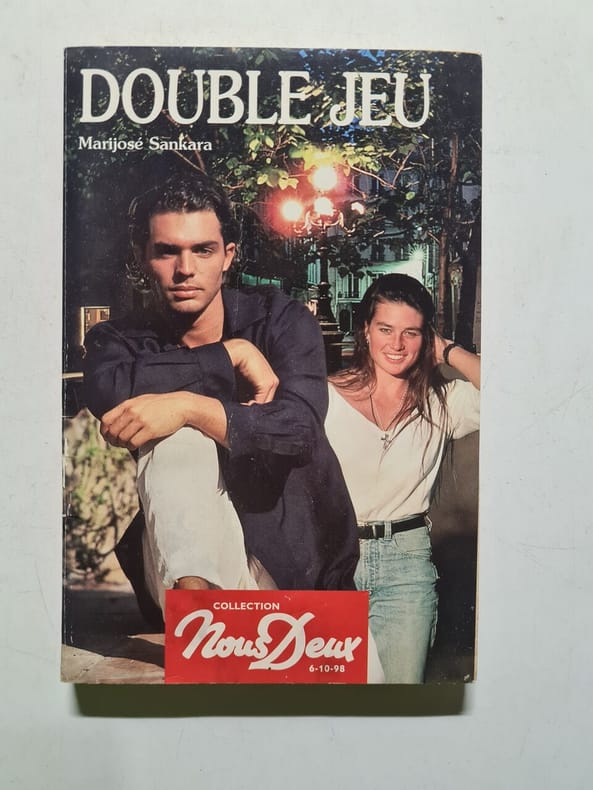 DOUBLE JEU
Marijosé Sankara
COLLECTION
Nous Deux
6-10-98